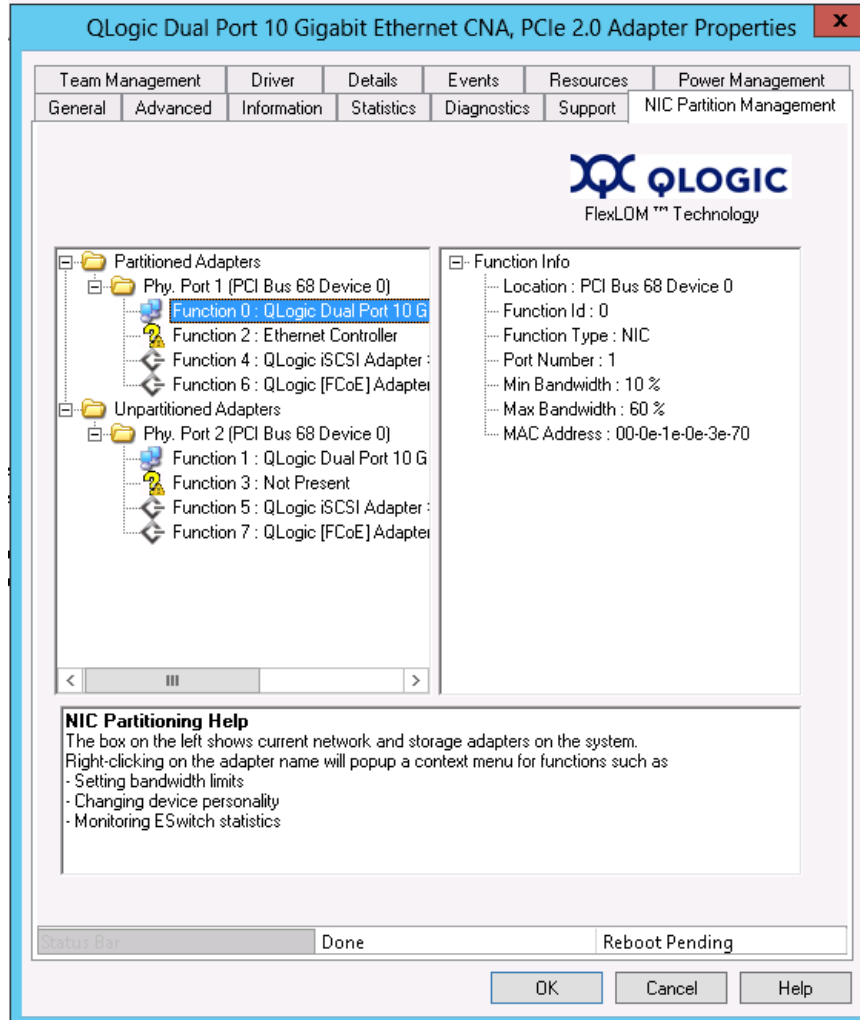 QLogic Dual Port 10 Gigabit Ethernet CNA, PCIe 2.0 Adapter Properties
x
Team Management Driver Details Events Resources Power Management
General Advanced Information Statistics Diagnostics Support NIC Partition Management
QLOGIC
FlexLOM ™ Technology
Partitioned Adapters
Phy. Port 1 (PCI Bus 68 Device 0)
Function 0 : QLogic Dual Port 10 G
Function 2 : Ethernet Controller
Function 4 : QLogic iSCSI Adapter
Function 6 : QLogic [FCoE] Adapter
Unpartitioned Adapters
Phy. Port 2 (PCI Bus 68 Device 0)
Function 1 : QLogic Dual Port 10 G
Function 3 : Not Present
Function 5 : QLogic iSCSI Adapter
Function 7 : QLogic [FCoE] Adapter
Function Info
Location : PCI Bus 68 Device 0
Function Id : 0
Function Type : NIC
Port Number : 1
Min Bandwidth : 10 %
Max Bandwidth : 60 %
MAC Address : 00-0e-1e-0e-3e-70
NIC Partitioning Help
The box on the left shows current network and storage adapters on the system.
Right-clicking on the adapter name will popup a context menu for functions such as
- Setting bandwidth limits
- Changing device personality
- Monitoring ESwitch statistics
Status Bar Done Reboot Pending
OK Cancel Help